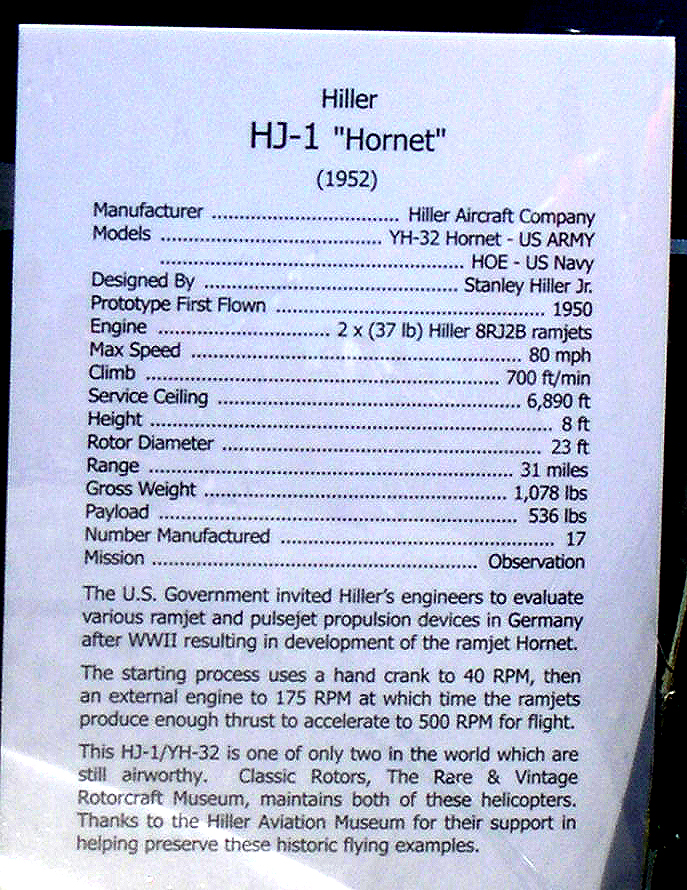 Hiller
HJ-1 "Hornet"
(1952)
Manufacturer ................................ Hiller Aircraft Company
Models ...................................... YH-32 Hornet - US ARMY
.................................................... HOE - US Navy
Designed By ........................................... Stanley Hiller Jr.
Prototype First Flown .............................................. 1950
Engine ............................. 2 x (37 lb) Hiller 8RJ2B ramjets
Max Speed ......................................................... 80 mph
Climb ............................................................ 700 ft/min
Service Ceiling .................................................... 6,890 ft
Height .................................................................... 8 ft
Rotor Diameter ...................................................... 23 ft
Range .............................................................. 31 miles
Gross Weight .................................................... 1,078 lbs
Payload ............................................................. 536 lbs
Number Manufactured .............................................. 17
Mission ....................................................... Observation
The U.S. Government invited Hiller's engineers to evaluate
various ramjet and pulsejet propulsion devices in Germany
after WWII resulting in development of the ramjet Hornet.
The starting process uses a hand crank to 40 RPM, then
an external engine to 175 RPM at which time the ramjets
produce enough thrust to accelerate to 500 RPM for flight.
This HJ-1/YH-32 is one of only two in the world which are
still airworthy. Classic Rotors, The Rare & Vintage
Rotorcraft Museum, maintains both of these helicopters.
Thanks to the Hiller Aviation Museum for their support in
helping preserve these historic flying examples.